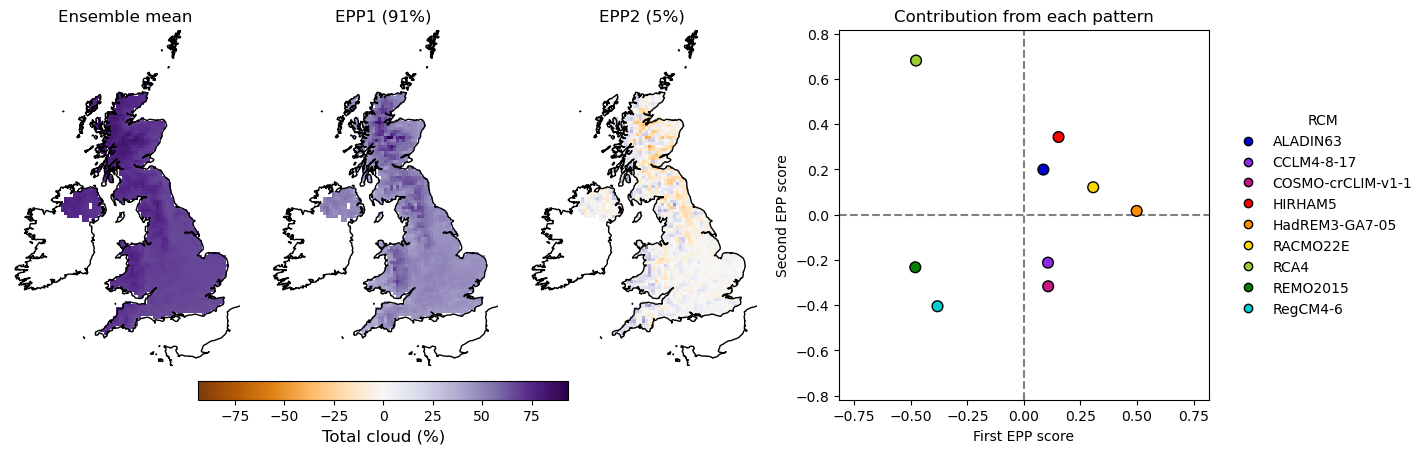 Ensemble mean
EPP1 (91%)
EPP2 (5%)
−75 −50 −25 0 25 50 75
Total cloud (%)
Contribution from each pattern
0.8
0.6
0.4
0.2
0.0
−0.2
−0.4
−0.6
−0.8
Second EPP score
−0.75 −0.50 −0.25 0.00 0.25 0.50 0.75
First EPP score
RCM
ALADIN63
CCLM4-8-17
COSMO-crCLIM-v1-1
HIRHAM5
HadREM3-GA7-05
RACMO22E
RCA4
REMO2015
RegCM4-6